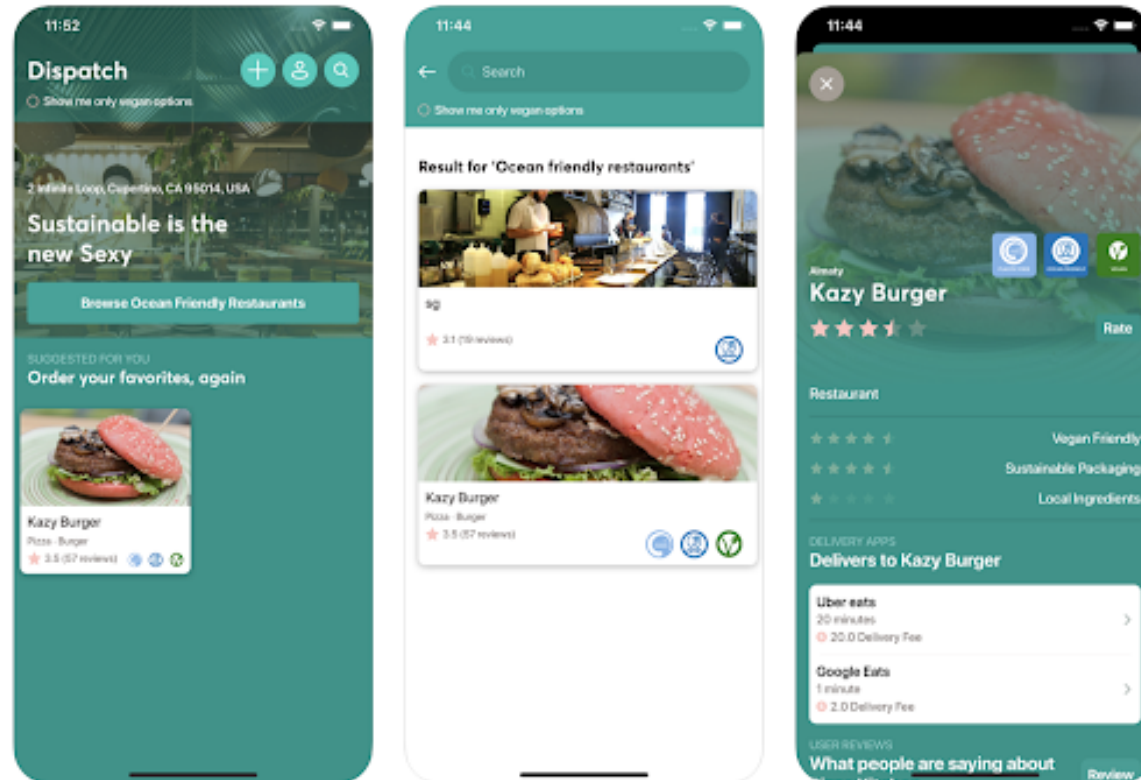 11:52
Dispatch
Show me only vegan options
2 Infinite Loop, Cupertino, CA 95014, USA
Sustainable is the
new Sexy
Browse Ocean Friendly Restaurants
SUGGESTED FOR YOU
Order your favorites, again
Kazy Burger
Pizza · Burger
3.5 (57 reviews)
11:44
Search
Show me only vegan options
Result for 'Ocean friendly restaurants'
sg
3.1 (19 reviews)
Kazy Burger
Pizza · Burger
3.5 (57 reviews)
11:44
Almaty
Kazy Burger
Rate
Restaurant
Vegan Friendly
Sustainable Packaging
Local Ingredients
DELIVERY APPS
Delivers to Kazy Burger
Uber eats
20 minutes
20.0 Delivery Fee
Google Eats
1 minute
2.0 Delivery Fee
USER REVIEWS
What people are saying about
Review